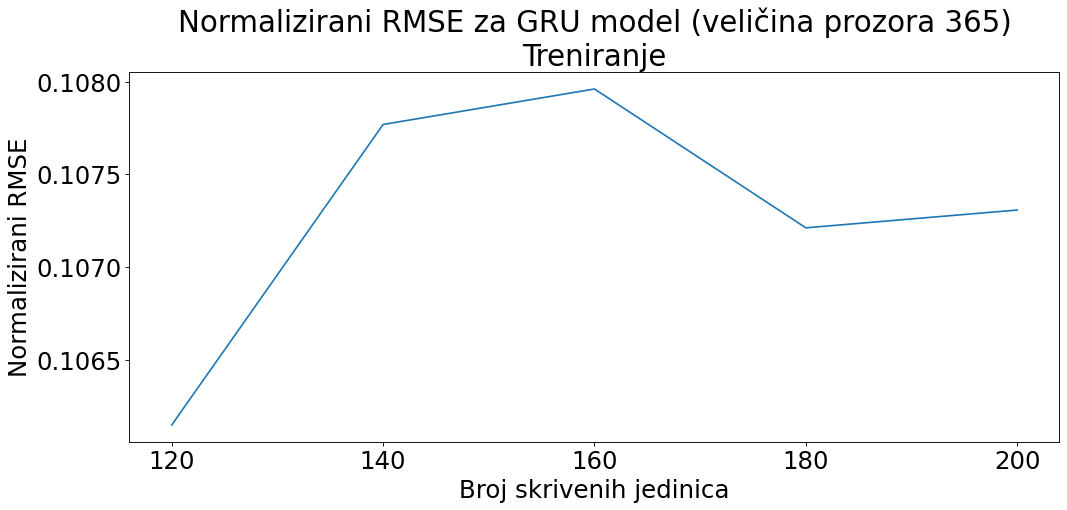 Normalizirani RMSE za GRU model (veličina prozora 365)
Treniranje
Normalizirani RMSE
0.1080
0.1075
0.1070
0.1065
120 140 160 180 200
Broj skrivenih jedinica